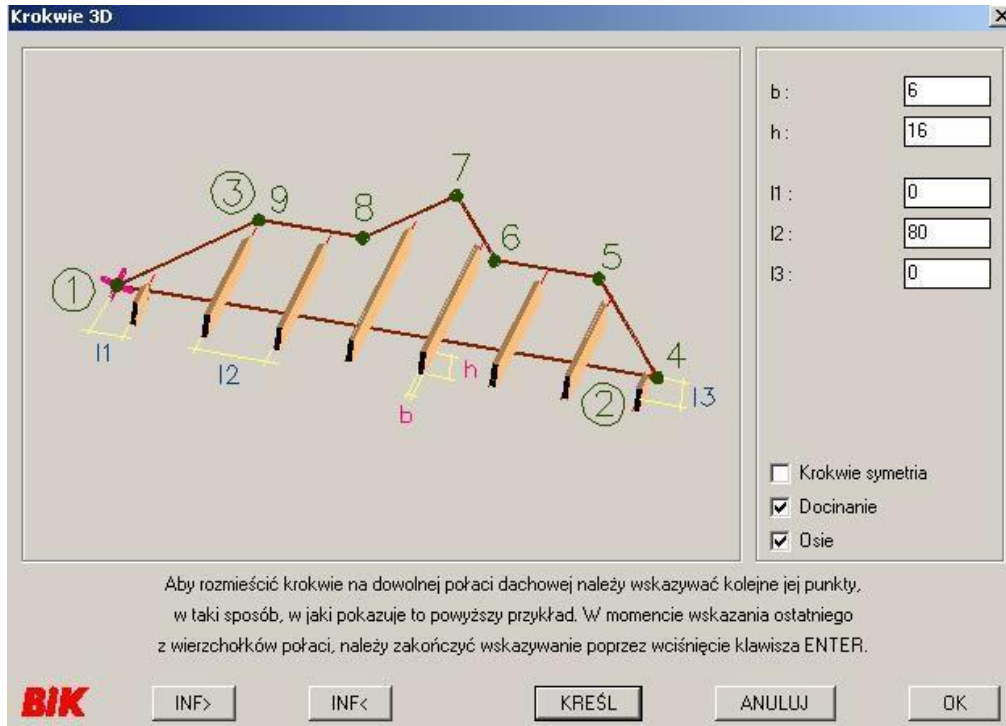 Krokwie 3D
7
3 9
8
6
5
1
4
l1
l2
h
b
2
l3
b :
6
h :
16
l1 :
0
l2 :
80
l3 :
0
Krokwie symetria
Docinanie
Osie
Aby rozmieścić krokwie na dowolnej połaci dachowej należy wskazywać kolejne jej punkty,
w taki sposób, w jaki pokazuje to powyższy przykład. W momencie wskazania ostatniego
z wierzchołków połaci, należy zakończyć wskazywanie poprzez wciśnięcie klawisza ENTER.
BIK
INF>
INF<
KREŚL
ANULUJ
OK